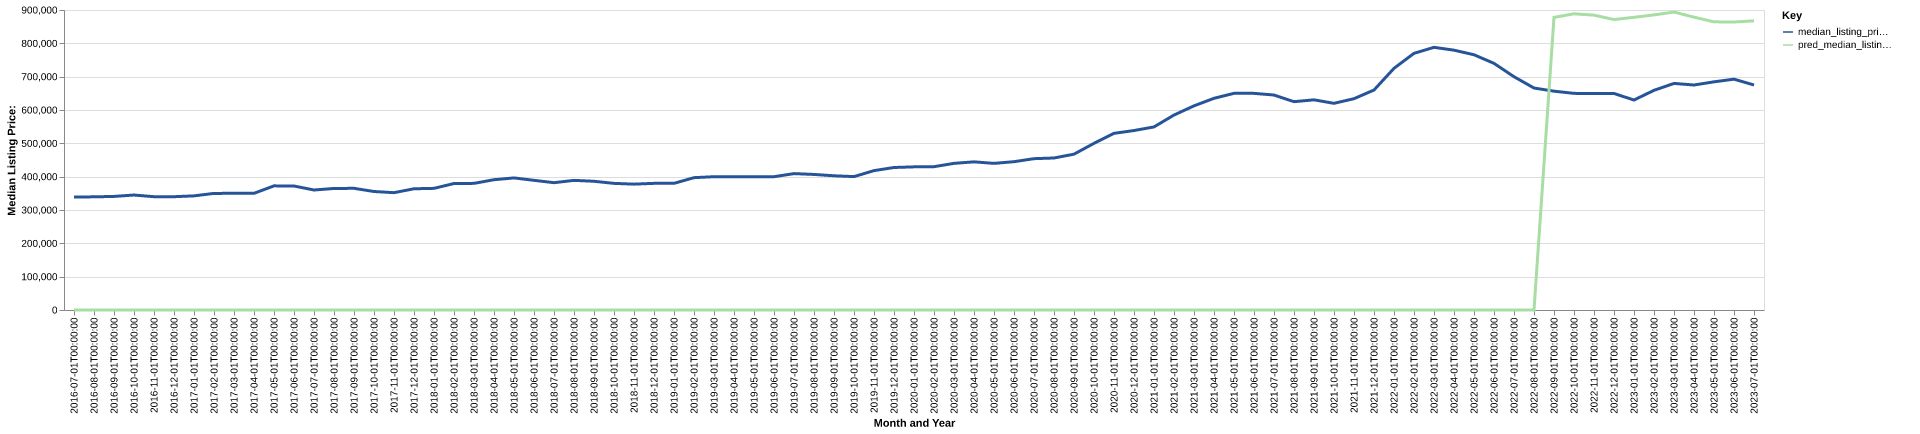 900,000
800,000
700,000
600,000
500,000
400,000
300,000
200,000
100,000
0
Median Listing Price:
2016-07-01T00:00:00
2016-08-01T00:00:00
2016-09-01T00:00:00
2016-10-01T00:00:00
2016-11-01T00:00:00
2016-12-01T00:00:00
2017-01-01T00:00:00
2017-02-01T00:00:00
2017-03-01T00:00:00
2017-04-01T00:00:00
2017-05-01T00:00:00
2017-06-01T00:00:00
2017-07-01T00:00:00
2017-08-01T00:00:00
2017-09-01T00:00:00
2017-10-01T00:00:00
2017-11-01T00:00:00
2017-12-01T00:00:00
2018-01-01T00:00:00
2018-02-01T00:00:00
2018-03-01T00:00:00
2018-04-01T00:00:00
2018-05-01T00:00:00
2018-06-01T00:00:00
2018-07-01T00:00:00
2018-08-01T00:00:00
2018-09-01T00:00:00
2018-10-01T00:00:00
2018-11-01T00:00:00
2018-12-01T00:00:00
2019-01-01T00:00:00
2019-02-01T00:00:00
2019-03-01T00:00:00
2019-04-01T00:00:00
2019-05-01T00:00:00
2019-06-01T00:00:00
2019-07-01T00:00:00
2019-08-01T00:00:00
2019-09-01T00:00:00
2019-10-01T00:00:00
2019-11-01T00:00:00
2019-12-01T00:00:00
2020-01-01T00:00:00
2020-02-01T00:00:00
2020-03-01T00:00:00
2020-04-01T00:00:00
2020-05-01T00:00:00
2020-06-01T00:00:00
2020-07-01T00:00:00
2020-08-01T00:00:00
2020-09-01T00:00:00
2020-10-01T00:00:00
2020-11-01T00:00:00
2020-12-01T00:00:00
2021-01-01T00:00:00
2021-02-01T00:00:00
2021-03-01T00:00:00
2021-04-01T00:00:00
2021-05-01T00:00:00
2021-06-01T00:00:00
2021-07-01T00:00:00
2021-08-01T00:00:00
2021-09-01T00:00:00
2021-10-01T00:00:00
2021-11-01T00:00:00
2021-12-01T00:00:00
2022-01-01T00:00:00
2022-02-01T00:00:00
2022-03-01T00:00:00
2022-04-01T00:00:00
2022-05-01T00:00:00
2022-06-01T00:00:00
2022-07-01T00:00:00
2022-08-01T00:00:00
2022-09-01T00:00:00
2022-10-01T00:00:00
2022-11-01T00:00:00
2022-12-01T00:00:00
2023-01-01T00:00:00
2023-02-01T00:00:00
2023-03-01T00:00:00
2023-04-01T00:00:00
2023-05-01T00:00:00
2023-06-01T00:00:00
2023-07-01T00:00:00
Month and Year
Key
median_listing_pri…
pred_median_listin…